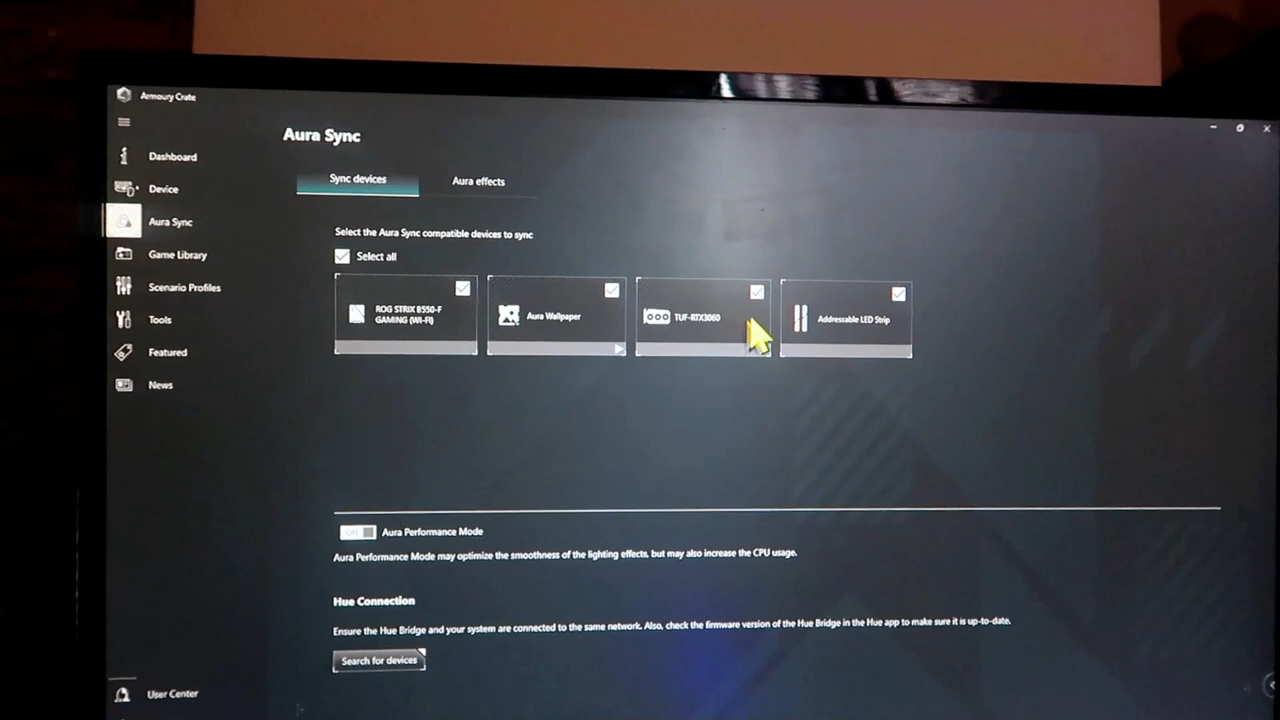 Armoury Crate
Aura Sync
Dashboard
Device
Aura Sync
Game Library
Scenario Profiles
Tools
Featured
News
User Center
Sync devices
Aura effects
Select the Aura Sync compatible devices to sync
Select all
ROG STRIX B550-F
GAMING (WI-FI)
Aura Wallpaper
TUF-RTX3060
Addressable LED Strip
ON
Aura Performance Mode
Aura Performance Mode may optimize the smoothness of the lighting effects, but may also increase the CPU usage.
Hue Connection
Ensure the Hue Bridge and your system are connected to the same network. Also, check the firmware version of the Hue Bridge in the Hue app to make sure it is up-to-date.
Search for devices